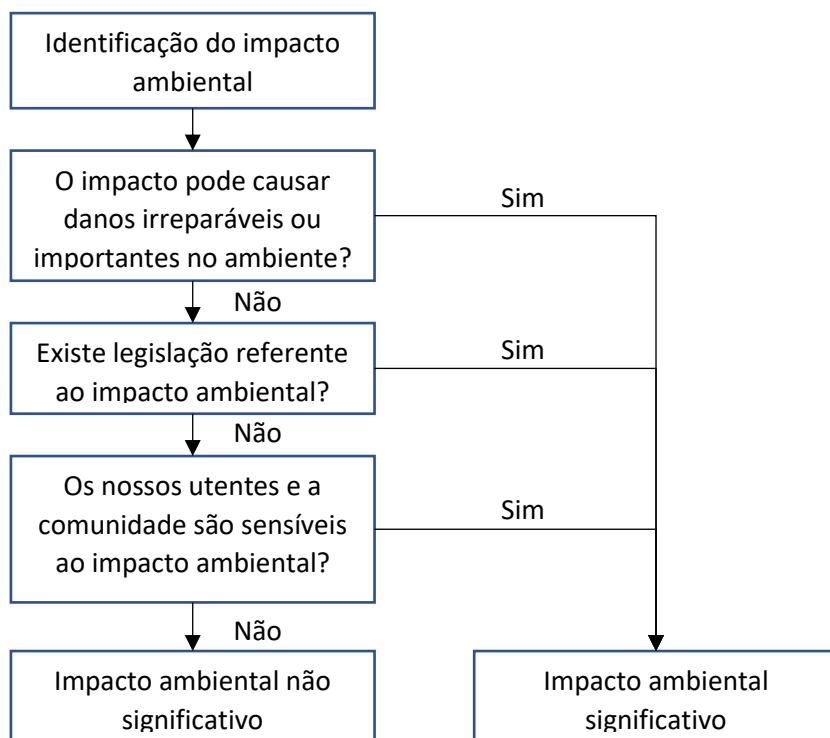 Identificação do impacto
ambiental
O impacto pode causar
danos irreparáveis ou
importantes no ambiente?
Sim
Não
Existe legislação referente
ao impacto ambiental?
Sim
Não
Os nossos utentes e a
comunidade são sensíveis
ao impacto ambiental?
Sim
Não
Impacto ambiental não
significativo
Impacto ambiental
significativo